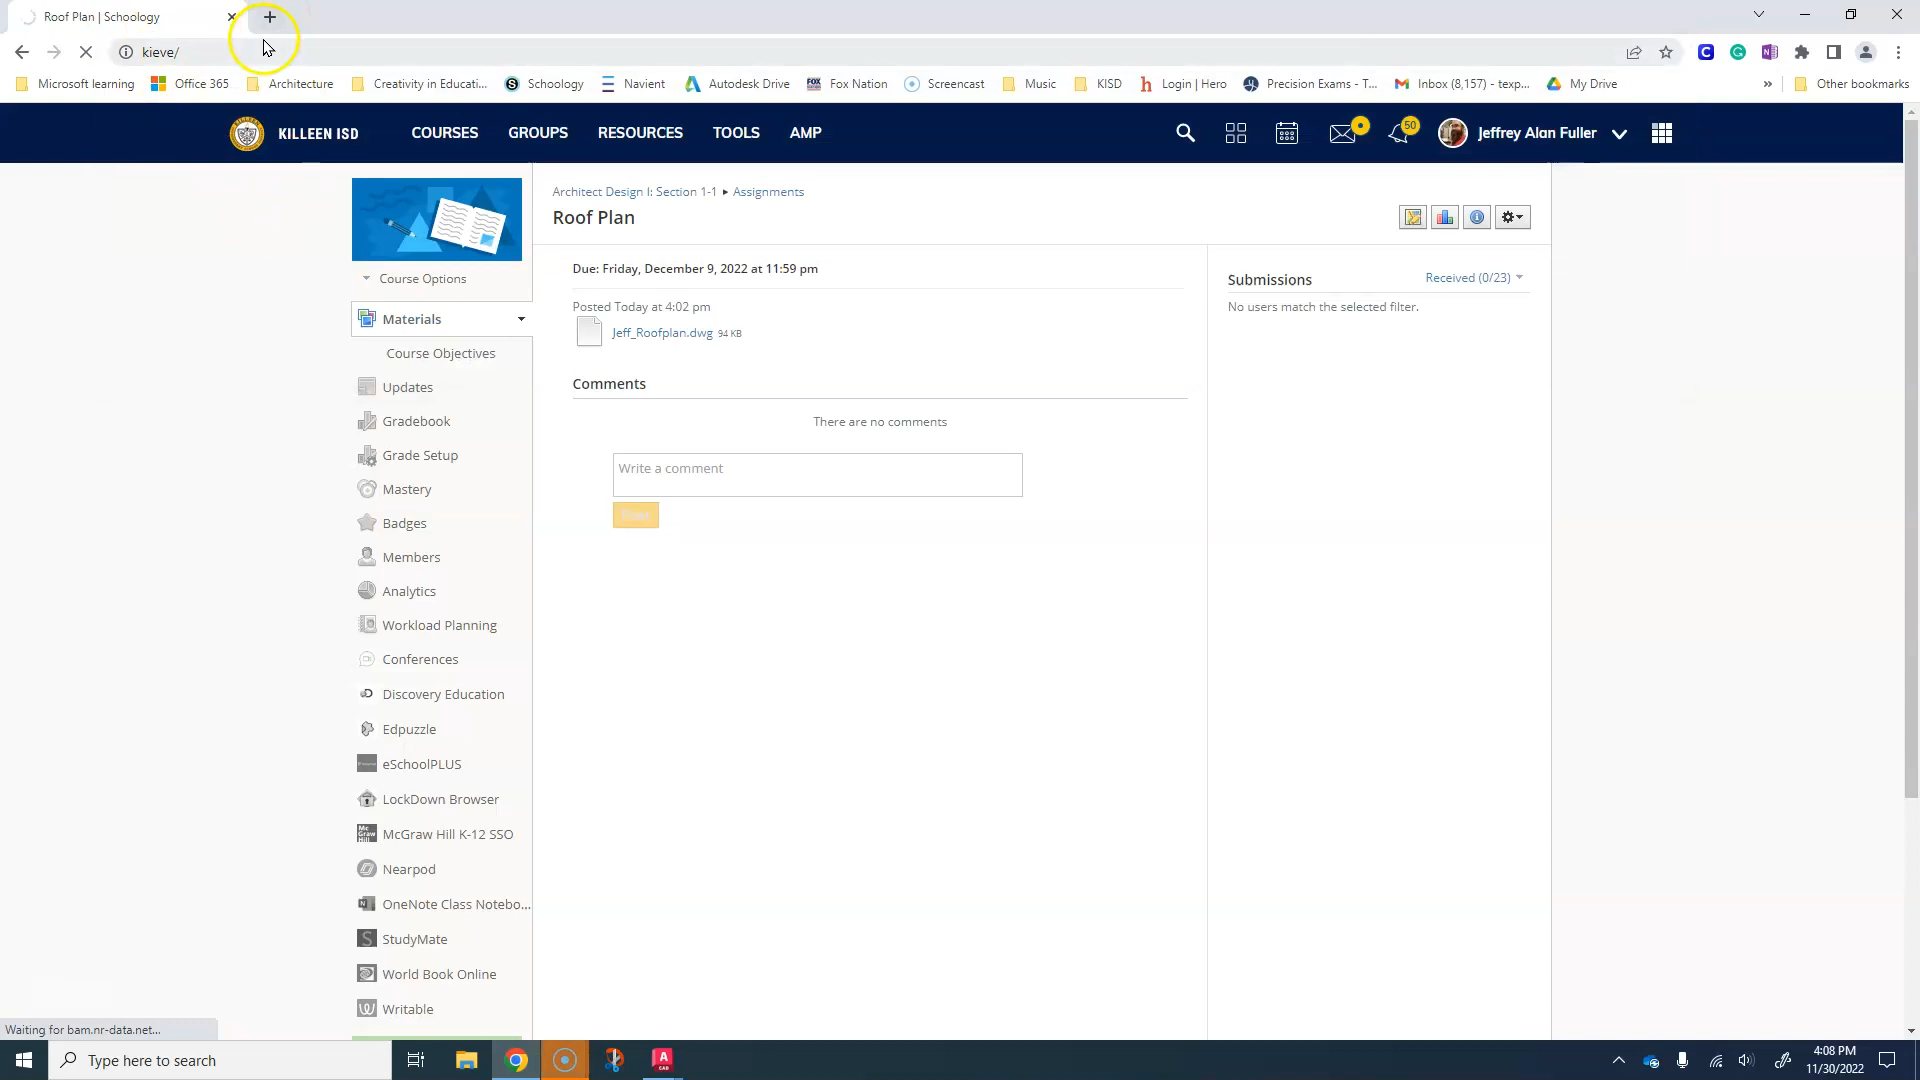 Roof Plan | Schoology
kieve/
Microsoft learning Office 365 Architecture Creativity in Educati... Schoology Navient Autodesk Drive Fox Nation Screencast Music KISD Login | Hero Precision Exams - T... Inbox (8,157) - texp... My Drive » Other bookmarks
KILLEEN ISD COURSES GROUPS RESOURCES TOOLS AMP 50 Jeffrey Alan Fuller
Architect Design I: Section 1-1 ▸ Assignments
Roof Plan
Course Options
Due: Friday, December 9, 2022 at 11:59 pm
Submissions Received (0/23)
No users match the selected filter.
Posted Today at 4:02 pm
Jeff_Roofplan.dwg 94 KB
Comments
There are no comments
Write a comment
Materials
Course Objectives
Updates
Gradebook
Grade Setup
Mastery
Badges
Members
Analytics
Workload Planning
Conferences
Discovery Education
Edpuzzle
eSchoolPLUS
LockDown Browser
McGraw Hill K-12 SSO
Nearpod
OneNote Class Notebo...
StudyMate
World Book Online
Writable
Waiting for bam.nr-data.net...
Type here to search
4:08 PM
11/30/2022